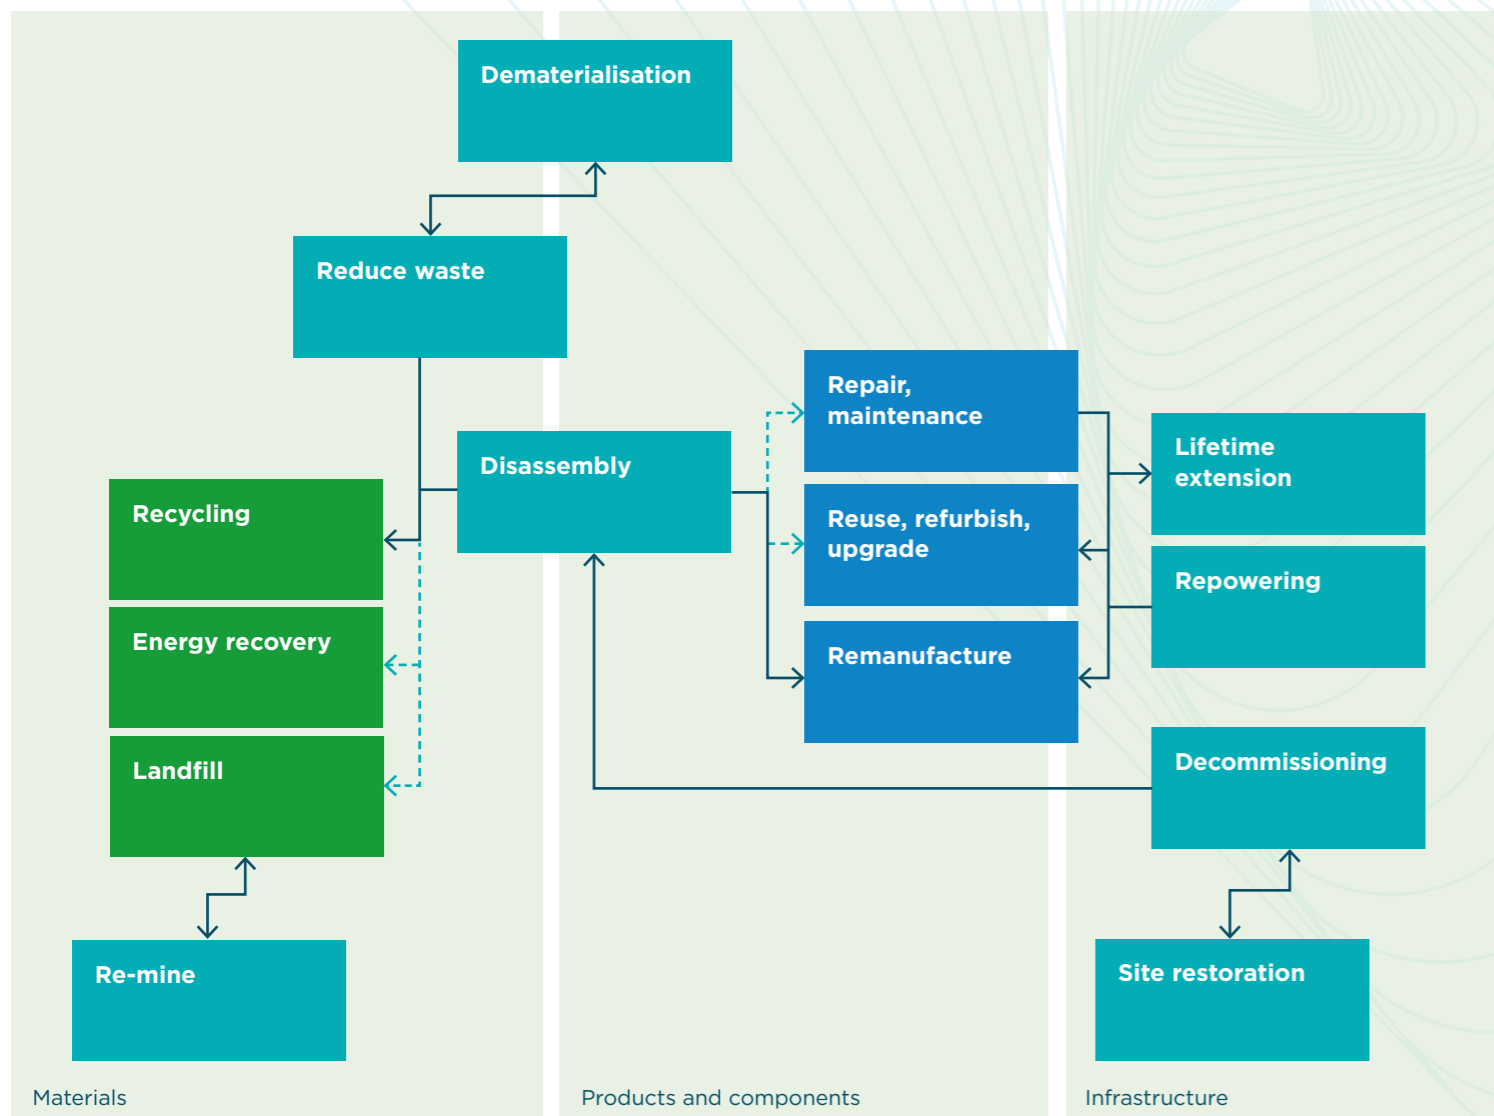 Dematerialisation
Reduce waste
Repair,
maintenance
Lifetime
extension
Disassembly
Recycling
Reuse, refurbish,
upgrade
Repowering
Energy recovery
Remanufacture
Landfill
Decommissioning
Re-mine
Site restoration
Materials
Products and components
Infrastructure